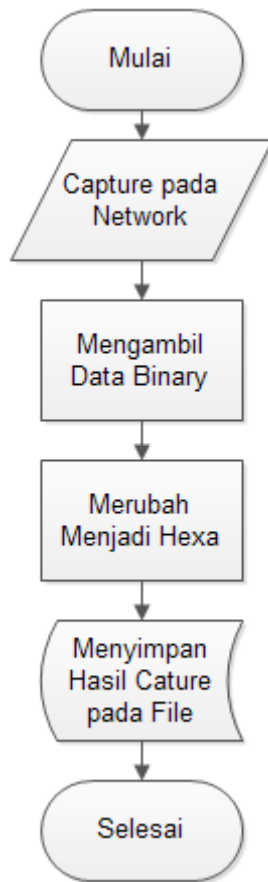 Mulai
Capture pada
Network
Mengambil
Data Binary
Merubah
Menjadi Hexa
Menyimpan
Hasil Cature
pada File
Selesai